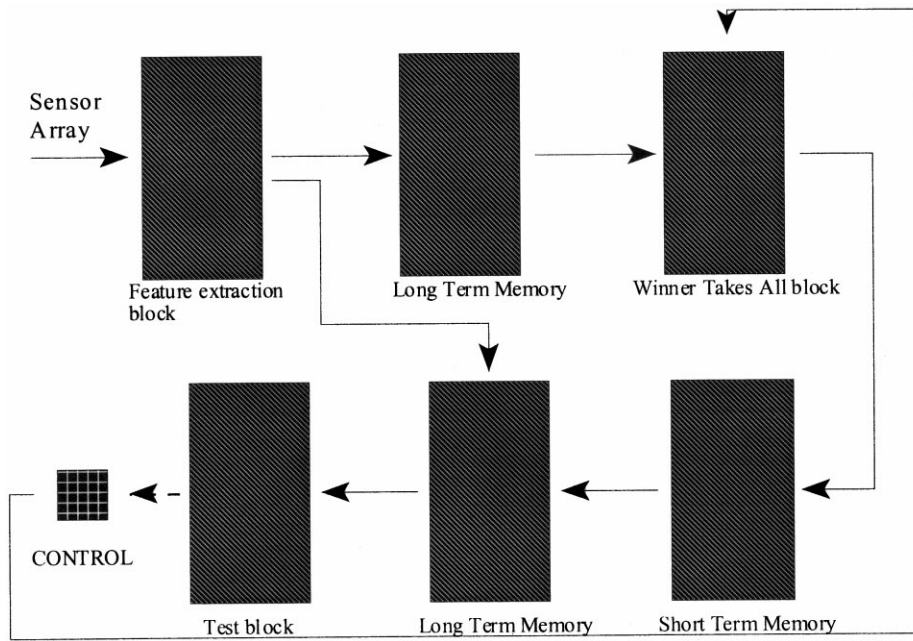 Sensor
Array
Feature extraction
block
Long Term Memory
Winner Takes All block
CONTROL
Test block
Long Term Memory
Short Term Memory